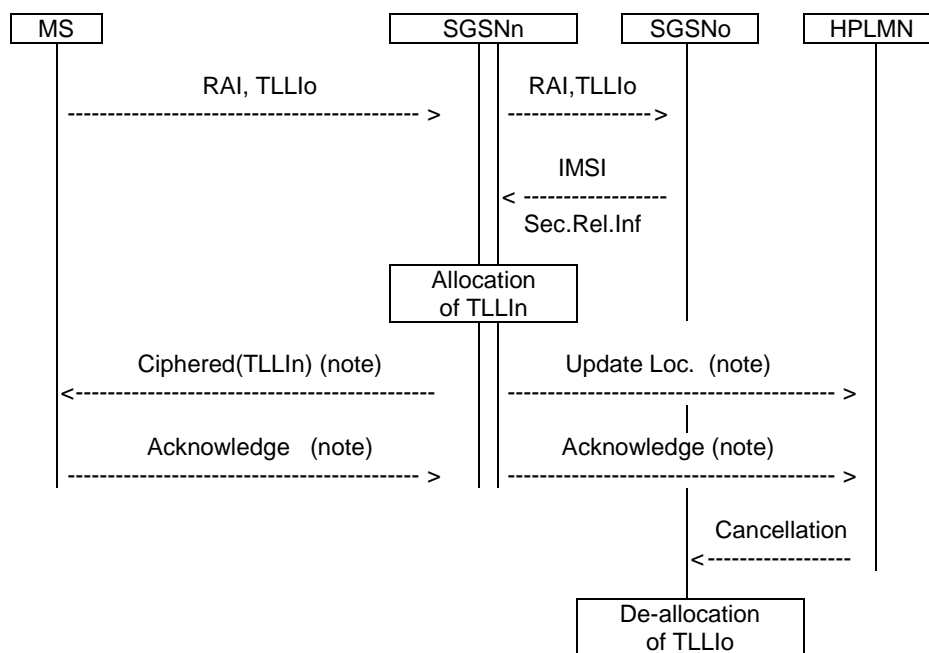 MS SGSNn SGSNo HPLMN
RAI, TLLIo RAI,TLLIo
IMSI
Sec.Rel.Inf
Allocation
of TLLIn
Ciphered(TLLIn) (note) Update Loc. (note)
Acknowledge (note) Acknowledge (note)
Cancellation
De-allocation
of TLLIo